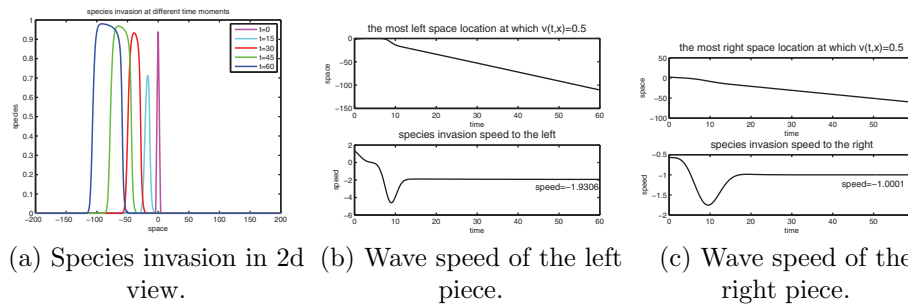 species invasion at different time moments
1
0.9
0.8
0.7
0.6
0.5
0.4
0.3
0.2
0.1
0
species
t=0
t=15
t=30
t=45
t=60
-200 -150 -100 -50 0 50 100 150 200
space
the most left space location at which v(t,x)=0.5
0
-50
-100
-150
space
0 10 20 30 40 50 60
time
species invasion speed to the left
2
0
-2
-4
-6
speed
speed=-1.9306
0 10 20 30 40 50 60
time
the most right space location at which v(t,x)=0.5
50
0
-50
-100
space
0 10 20 30 40 50
time
species invasion speed to the right
-0.5
-1
-1.5
-2
speed
speed=-1.0001
0 10 20 30 40 50
time
(a) Species invasion in 2d view.
(b) Wave speed of the left piece.
(c) Wave speed of the right piece.